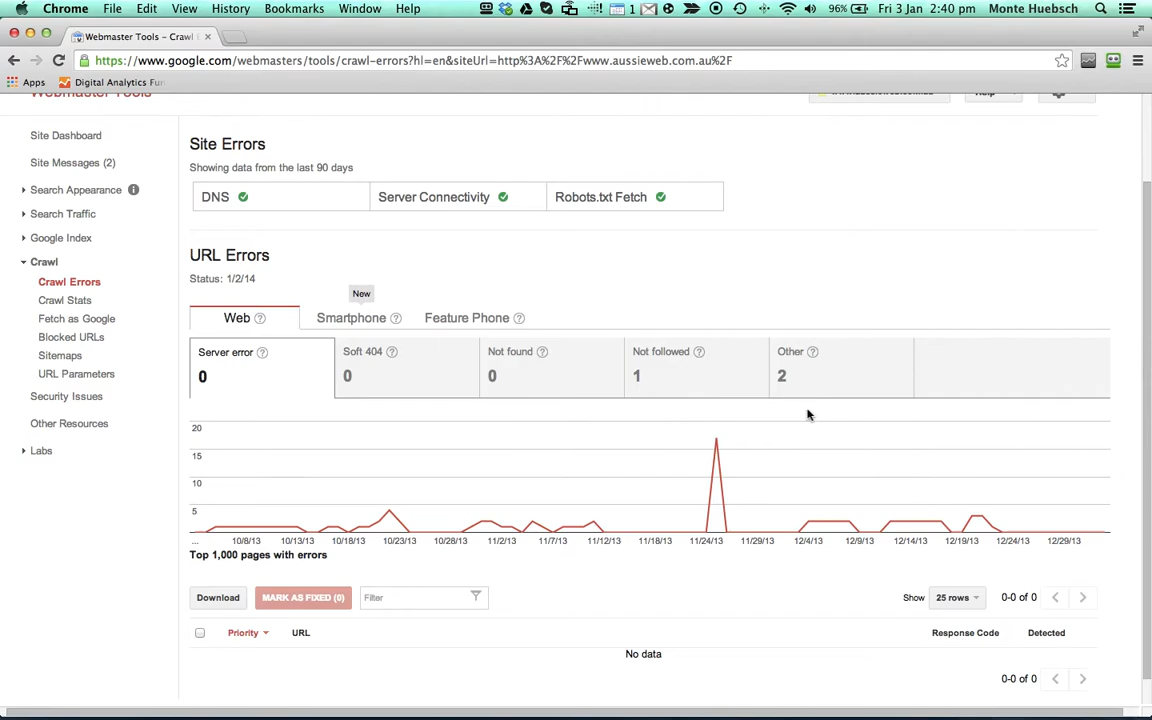 Chrome File Edit View History Bookmarks Window Help 1 96% Fri 3 Jan 2:40 pm Monte Huebsch
Webmaster Tools - Crawl
https://www.google.com/webmasters/tools/crawl-errors?hl=en&siteUrl=http%3A%2F%2Fwww.aussieweb.com.au%2F
Apps Digital Analytics Fun
Webmaster Tools
Help
Site Dashboard
Site Messages (2)
Search Appearance
Search Traffic
Google Index
Crawl
Crawl Errors
Crawl Stats
Fetch as Google
Blocked URLs
Sitemaps
URL Parameters
Security Issues
Other Resources
Labs
Site Errors
Showing data from the last 90 days
DNS Server Connectivity Robots.txt Fetch
URL Errors
Status: 1/2/14
New
Web ? Smartphone ? Feature Phone ?
Server error ? Soft 404 ? Not found ? Not followed ? Other ?
0 0 0 1 2
20
15
10
5
... 10/8/13 10/13/13 10/18/13 10/23/13 10/28/13 11/2/13 11/7/13 11/12/13 11/18/13 11/24/13 11/29/13 12/4/13 12/9/13 12/14/13 12/19/13 12/24/13 12/29/13
Top 1,000 pages with errors
Download MARK AS FIXED (0) Filter Show 25 rows 0-0 of 0
Priority URL Response Code Detected
No data
0-0 of 0